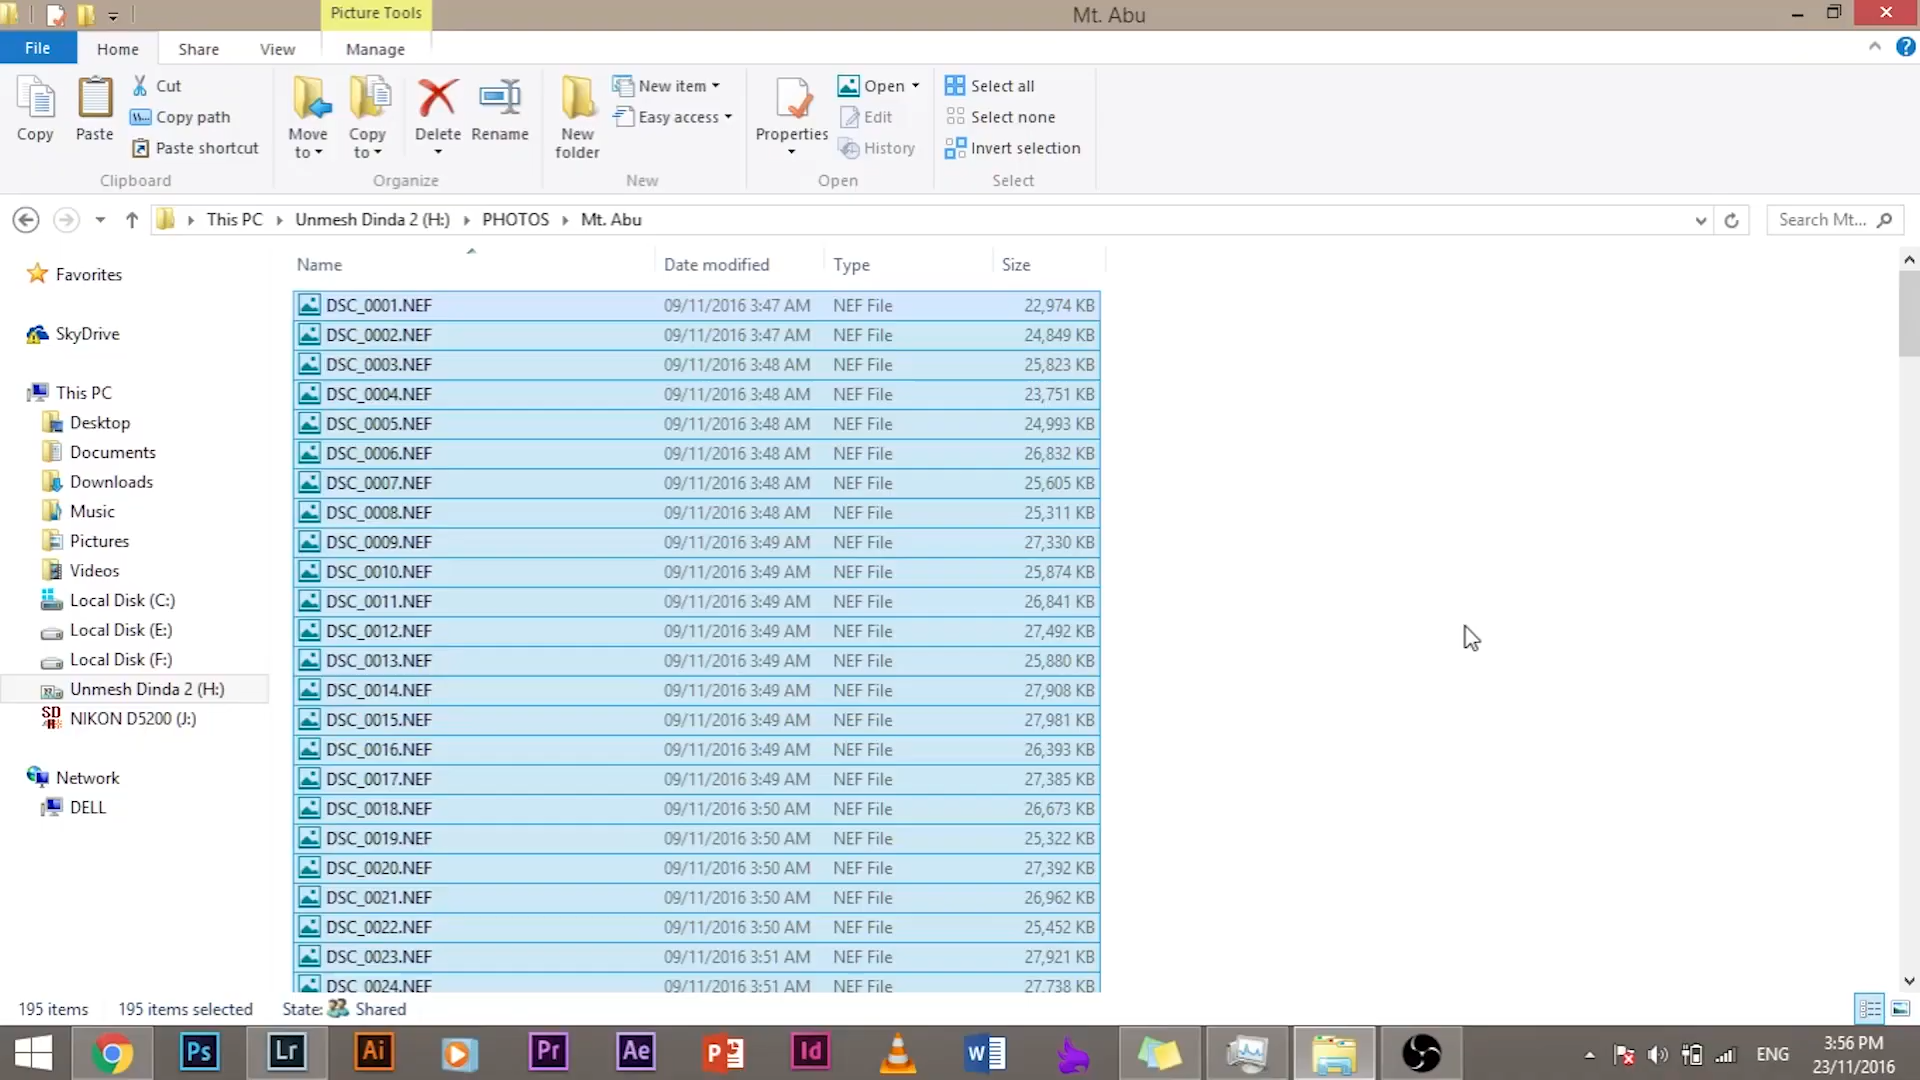 Picture Tools
Mt. Abu
File Home Share View Manage
Copy
Paste
Cut
Copy path
Paste shortcut
Clipboard
Move to
Copy to
Delete
Rename
Organize
New folder
New item
Easy access
New
Properties
Open
Edit
History
Open
Select all
Select none
Invert selection
Select
This PC Unmesh Dinda 2 (H:) PHOTOS Mt. Abu
Search Mt...
Favorites
SkyDrive
This PC
Desktop
Documents
Downloads
Music
Pictures
Videos
Local Disk (C:)
Local Disk (E:)
Local Disk (F:)
Unmesh Dinda 2 (H:)
NIKON D5200 (J:)
Network
DELL
Name Date modified Type Size
DSC_0001.NEF 09/11/2016 3:47 AM NEF File 22,974 KB
DSC_0002.NEF 09/11/2016 3:47 AM NEF File 24,849 KB
DSC_0003.NEF 09/11/2016 3:48 AM NEF File 25,823 KB
DSC_0004.NEF 09/11/2016 3:48 AM NEF File 23,751 KB
DSC_0005.NEF 09/11/2016 3:48 AM NEF File 24,993 KB
DSC_0006.NEF 09/11/2016 3:48 AM NEF File 26,832 KB
DSC_0007.NEF 09/11/2016 3:48 AM NEF File 25,605 KB
DSC_0008.NEF 09/11/2016 3:48 AM NEF File 25,311 KB
DSC_0009.NEF 09/11/2016 3:49 AM NEF File 27,330 KB
DSC_0010.NEF 09/11/2016 3:49 AM NEF File 25,874 KB
DSC_0011.NEF 09/11/2016 3:49 AM NEF File 26,841 KB
DSC_0012.NEF 09/11/2016 3:49 AM NEF File 27,492 KB
DSC_0013.NEF 09/11/2016 3:49 AM NEF File 25,880 KB
DSC_0014.NEF 09/11/2016 3:49 AM NEF File 27,908 KB
DSC_0015.NEF 09/11/2016 3:49 AM NEF File 27,981 KB
DSC_0016.NEF 09/11/2016 3:49 AM NEF File 26,393 KB
DSC_0017.NEF 09/11/2016 3:49 AM NEF File 27,385 KB
DSC_0018.NEF 09/11/2016 3:50 AM NEF File 26,673 KB
DSC_0019.NEF 09/11/2016 3:50 AM NEF File 25,322 KB
DSC_0020.NEF 09/11/2016 3:50 AM NEF File 27,392 KB
DSC_0021.NEF 09/11/2016 3:50 AM NEF File 26,962 KB
DSC_0022.NEF 09/11/2016 3:50 AM NEF File 25,452 KB
DSC_0023.NEF 09/11/2016 3:51 AM NEF File 27,921 KB
DSC_0024.NEF 09/11/2016 3:51 AM NEF File 27,738 KB
195 items 195 items selected State: Shared
Ps Lr Ai Pr Ae P Id W
ENG
3:56 PM
23/11/2016